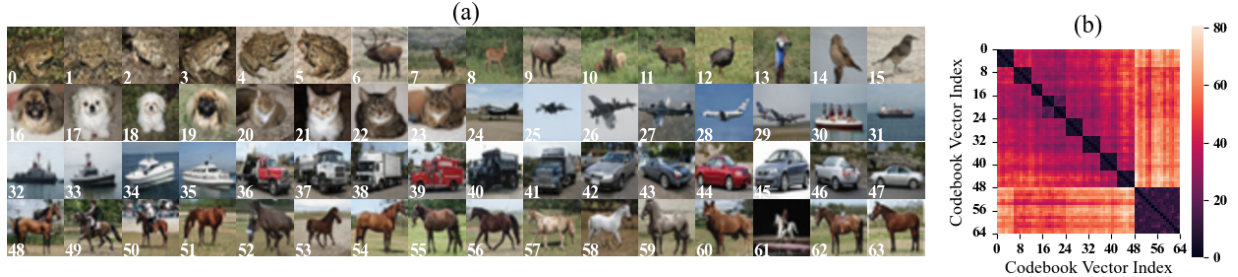 (a)
0 1 2 3 4 5 6 7 8 9 10 11 12 13 14 15
16 17 18 19 20 21 22 23 24 25 26 27 28 29 30 31
32 33 34 35 36 37 38 39 40 41 42 43 44 45 46 47
48 49 50 51 52 53 54 55 56 57 58 59 60 61 62 63
(b)
Codebook Vector Index
0
8
16
24
32
40
48
56
64
0 8 16 24 32 40 48 56 64
Codebook Vector Index
80
60
40
20
0